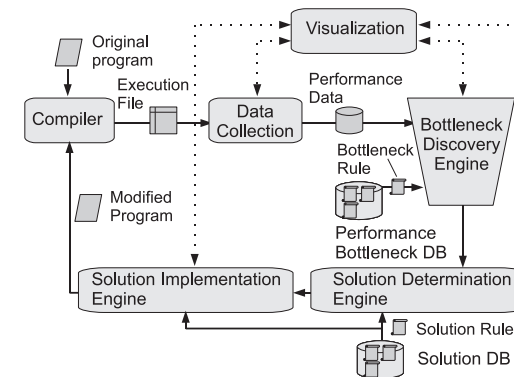 Original
program
Visualization
Execution
File
Performance
Data
Compiler
Data
Collection
Bottleneck
Discovery
Engine
Bottleneck
Rule
Modified
Program
Performance
Bottleneck DB
Solution Implementation
Engine
Solution Determination
Engine
Solution Rule
Solution DB